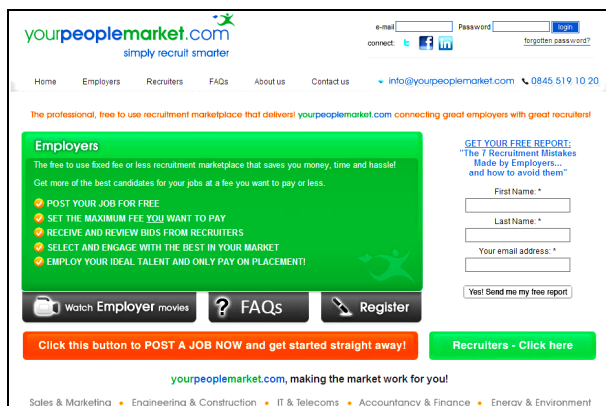 yourpeoplemarket.com
simply recruit smarter
e-mail Password login
connect: forgotten password?
Home Employers Recruiters FAQs About us Contact us info@yourpeoplemarket.com 0845 519 10 20
The professional, free to use recruitment marketplace that delivers! yourpeoplemarket.com connecting great employers with great recruiters!
Employers
The free to use fixed fee or less recruitment marketplace that saves you money, time and hassle!
Get more of the best candidates for your jobs at a fee you want to pay or less.
POST YOUR JOB FOR FREE
SET THE MAXIMUM FEE YOU WANT TO PAY
RECEIVE AND REVIEW BIDS FROM RECRUITERS
SELECT AND ENGAGE WITH THE BEST IN YOUR MARKET
EMPLOY YOUR IDEAL TALENT AND ONLY PAY ON PLACEMENT!
GET YOUR FREE REPORT:
"The 7 Recruitment Mistakes
Made by Employers...
and how to avoid them"
First Name: *
Last Name: *
Your email address: *
Yes! Send me my free report
Watch Employer movies
? FAQs
Register
Click this button to POST A JOB NOW and get started straight away!
Recruiters - Click here
yourpeoplemarket.com, making the market work for you!
Sales & Marketing • Engineering & Construction • IT & Telecoms • Accountancy & Finance • Energy & Environment